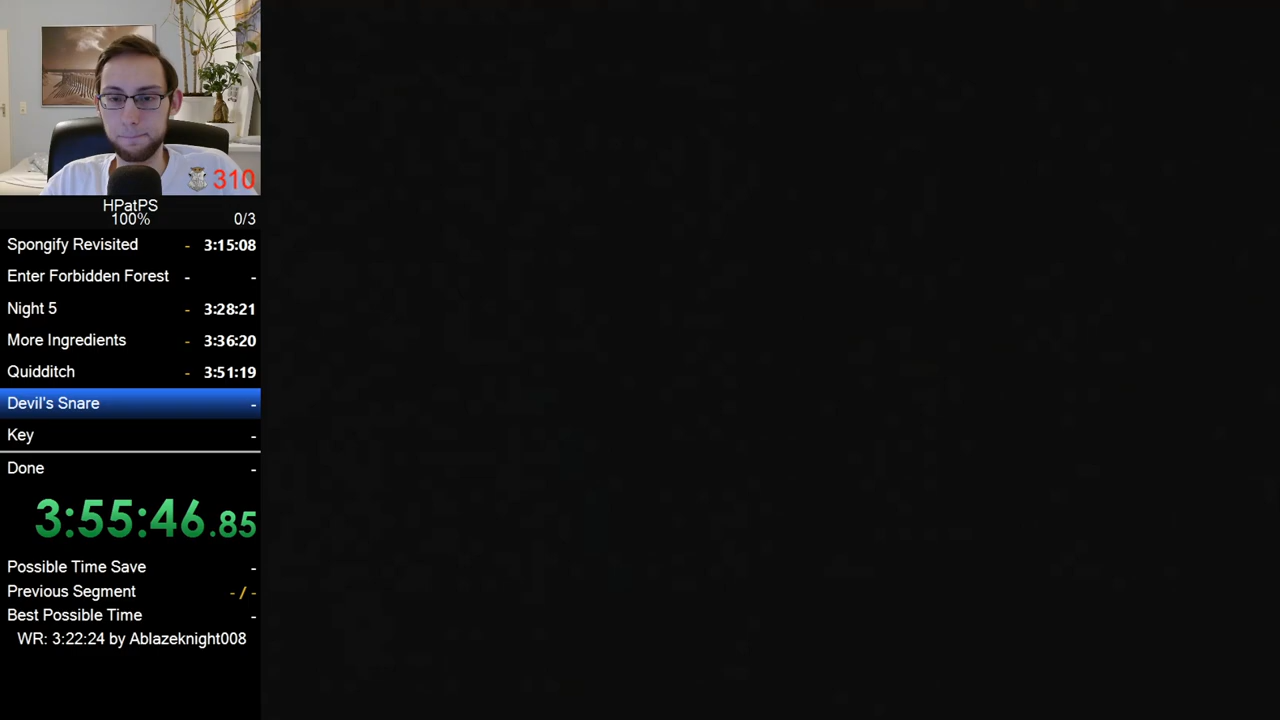 310
HPatPS
100% 0/3
Spongify Revisited - 3:15:08
Enter Forbidden Forest - -
Night 5 - 3:28:21
More Ingredients - 3:36:20
Quidditch - 3:51:19
Devil's Snare -
Key -
Done -
3:55:46.85
Possible Time Save -
Previous Segment - / -
Best Possible Time -
WR: 3:22:24 by Ablazeknight008